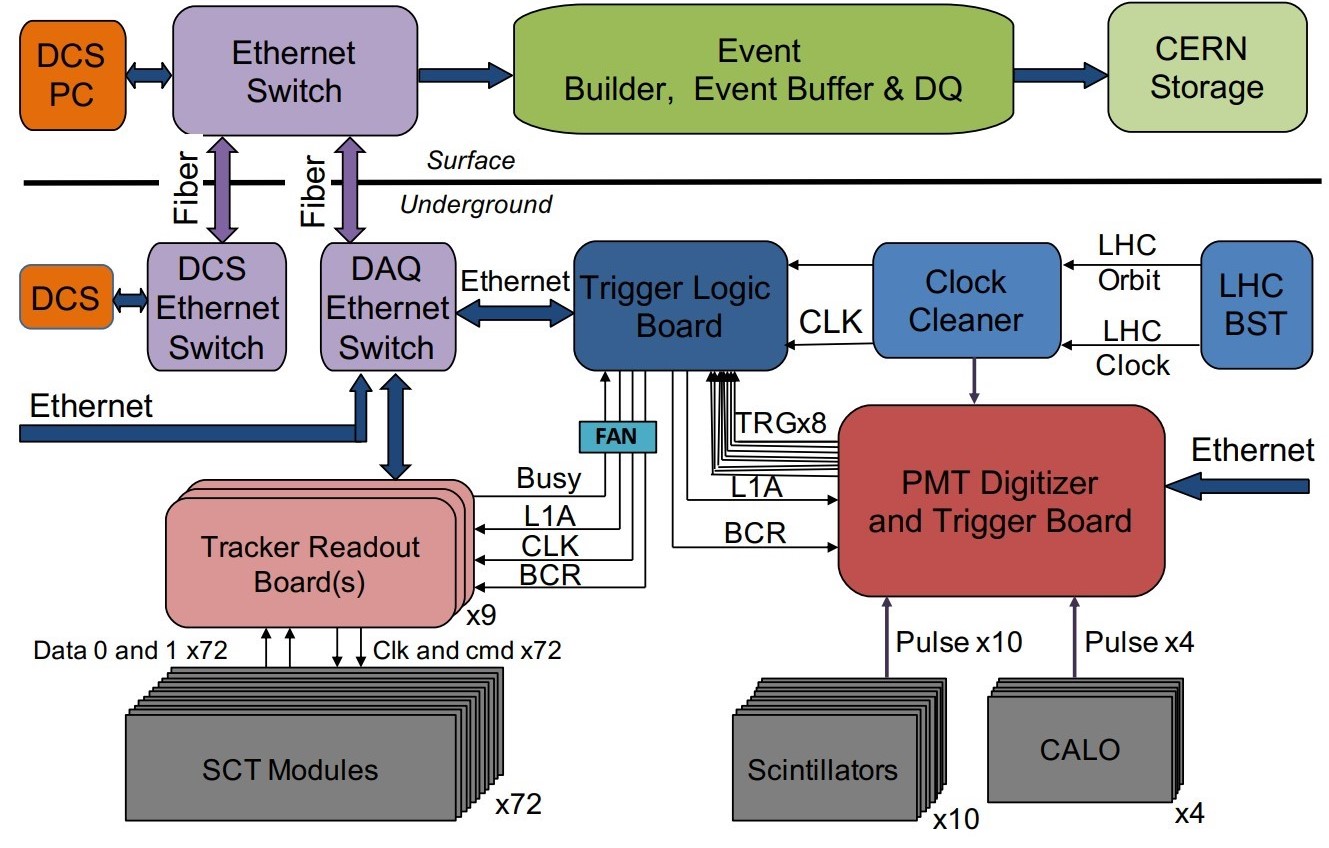 DCS
PC
Ethernet
Switch
Event
Builder, Event Buffer & DQ
CERN
Storage
Fiber
Fiber
Surface
Underground
DCS
DCS
Ethernet
Switch
DAQ
Ethernet
Switch
Ethernet
Trigger Logic
Board
CLK
Clock
Cleaner
LHC
Orbit
LHC
Clock
LHC
BST
Ethernet
FAN
TRGx8
L1A
BCR
PMT Digitizer
and Trigger Board
Ethernet
Busy
L1A
CLK
BCR
Tracker Readout
Board(s)
x9
Data 0 and 1 x72
Clk and cmd x72
Pulse x10
Pulse x4
SCT Modules
x72
Scintillators
x10
CALO
x4